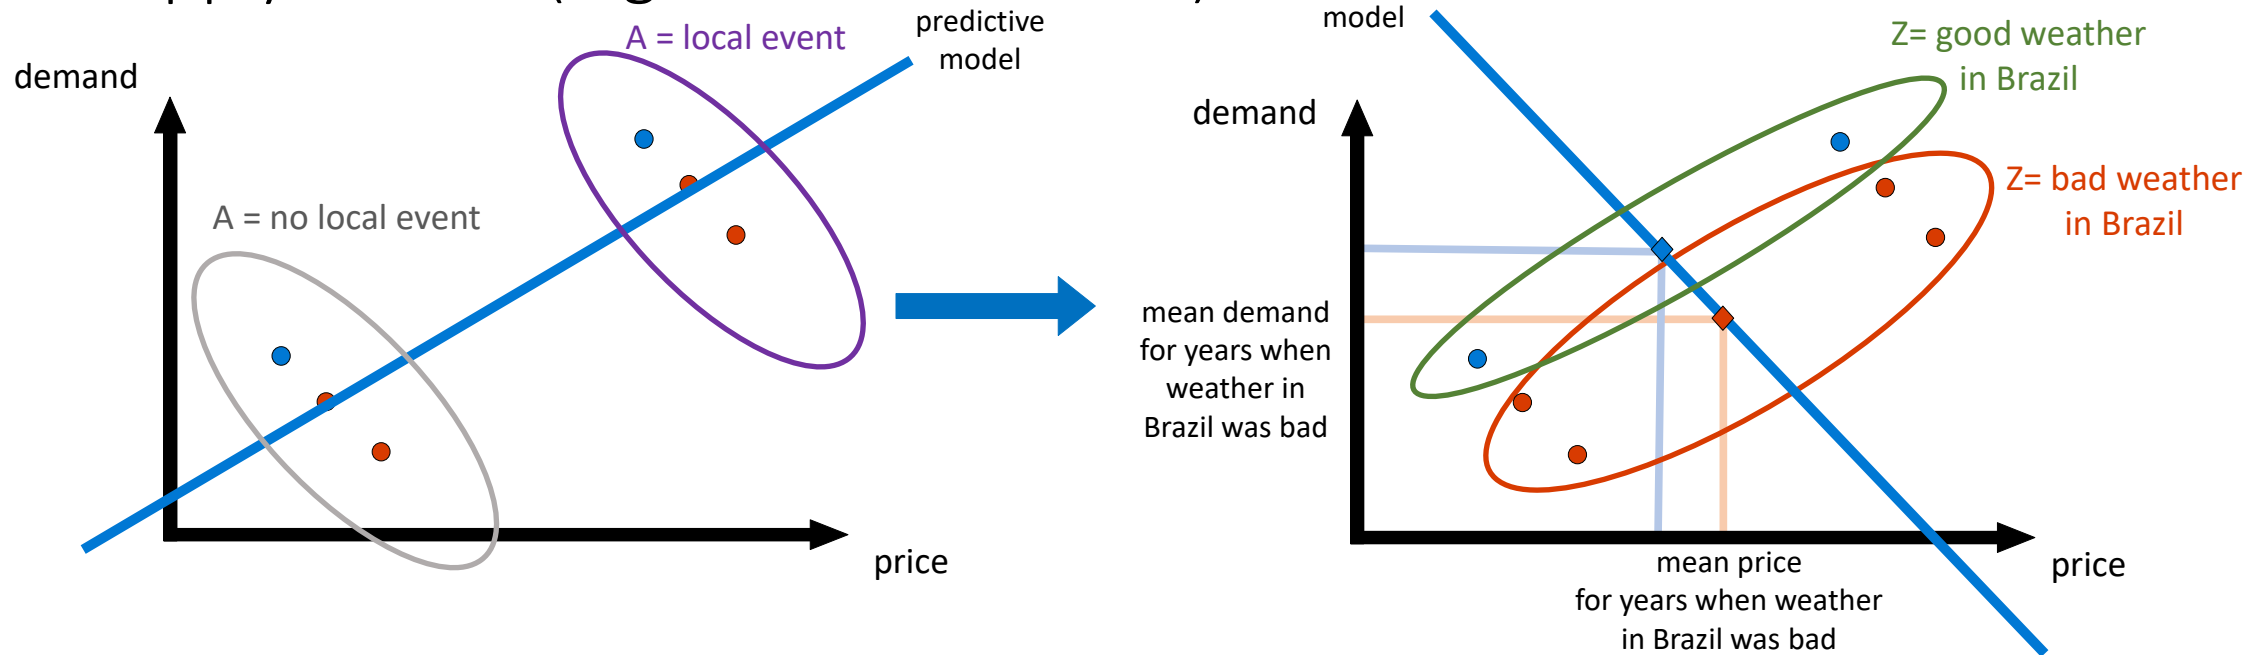 A = local event
predictive
model
demand
A = no local event
price
model
Z= good weather
in Brazil
demand
Z= bad weather
in Brazil
mean demand
for years when
weather in
Brazil was bad
mean price
for years when weather
in Brazil was bad
price